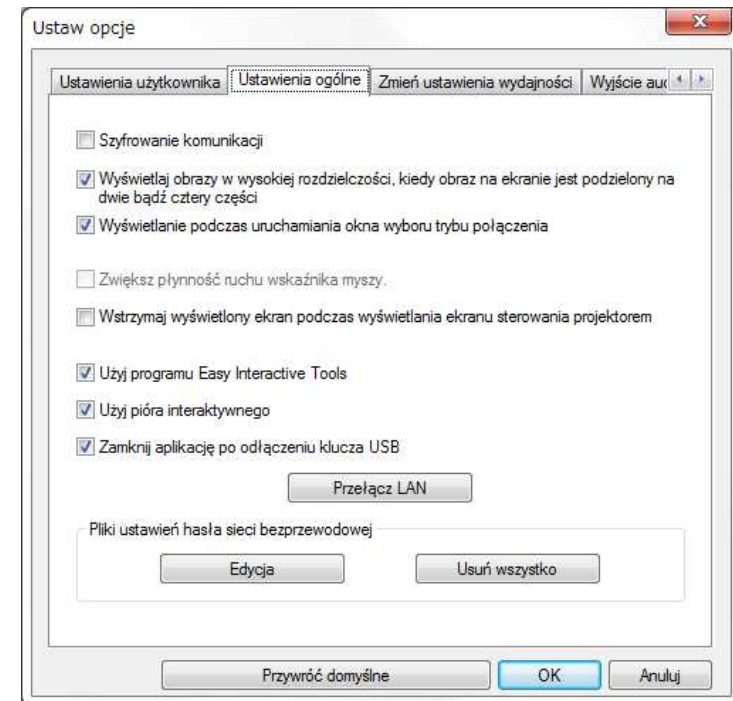 Ustaw opcje
Ustawienia użytkownika Ustawienia ogólne Zmień ustawienia wydajności Wyjście
Szyfrowanie komunikacji
Wyświetlaj obrazy w wysokiej rozdzielczości, kiedy obraz na ekranie jest podzielony na
dwie bądź cztery części
Wyświetlanie podczas uruchamiania okna wyboru trybu połączenia
Zwiększ płynność ruchu wskaźnika myszy.
Wstrzymaj wyświetlony ekran podczas wyświetlania ekranu sterowania projektorem
Użyj programu Easy Interactive Tools
Użyj pióra interaktywnego
Zamknij aplikację po odłączeniu klucza USB
Przełącz LAN
Pliki ustawień hasła sieci bezprzewodowej
Edycja Usuń wszystko
Przywróć domyślne OK Anuluj